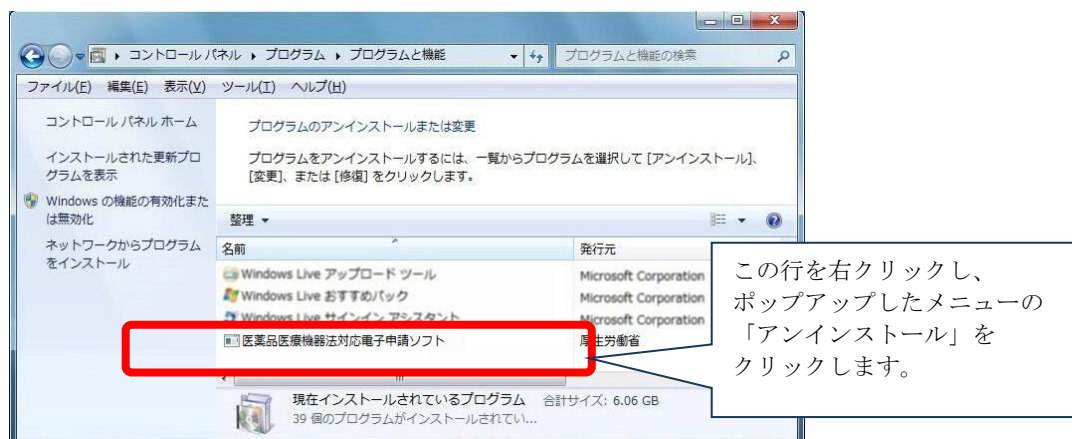 コントロール パネル ▸ プログラム ▸ プログラムと機能
プログラムと機能の検索
ファイル(F) 編集(E) 表示(V) ツール(T) ヘルプ(H)
コントロール パネル ホーム
インストールされた更新プロ
グラムを表示
Windows の機能の有効化また
は無効化
ネットワークからプログラム
をインストール
プログラムのアンインストールまたは変更
プログラムをアンインストールするには、一覧からプログラムを選択して [アンインストール]、
[変更]、または [修復] をクリックします。
整理
名前 発行元
Windows Live アップロード ツール Microsoft Corporation
Windows Live おすすめパック Microsoft Corporation
Windows Live サインイン アシスタント Microsoft Corporation
医薬品医療機器法対応電子申請ソフト 厚生労働省
現在インストールされているプログラム 合計サイズ: 6.06 GB
39 個のプログラムがインストールされてい...
この行を右クリックし、
ポップアップしたメニューの
「アンインストール」を
クリックします。